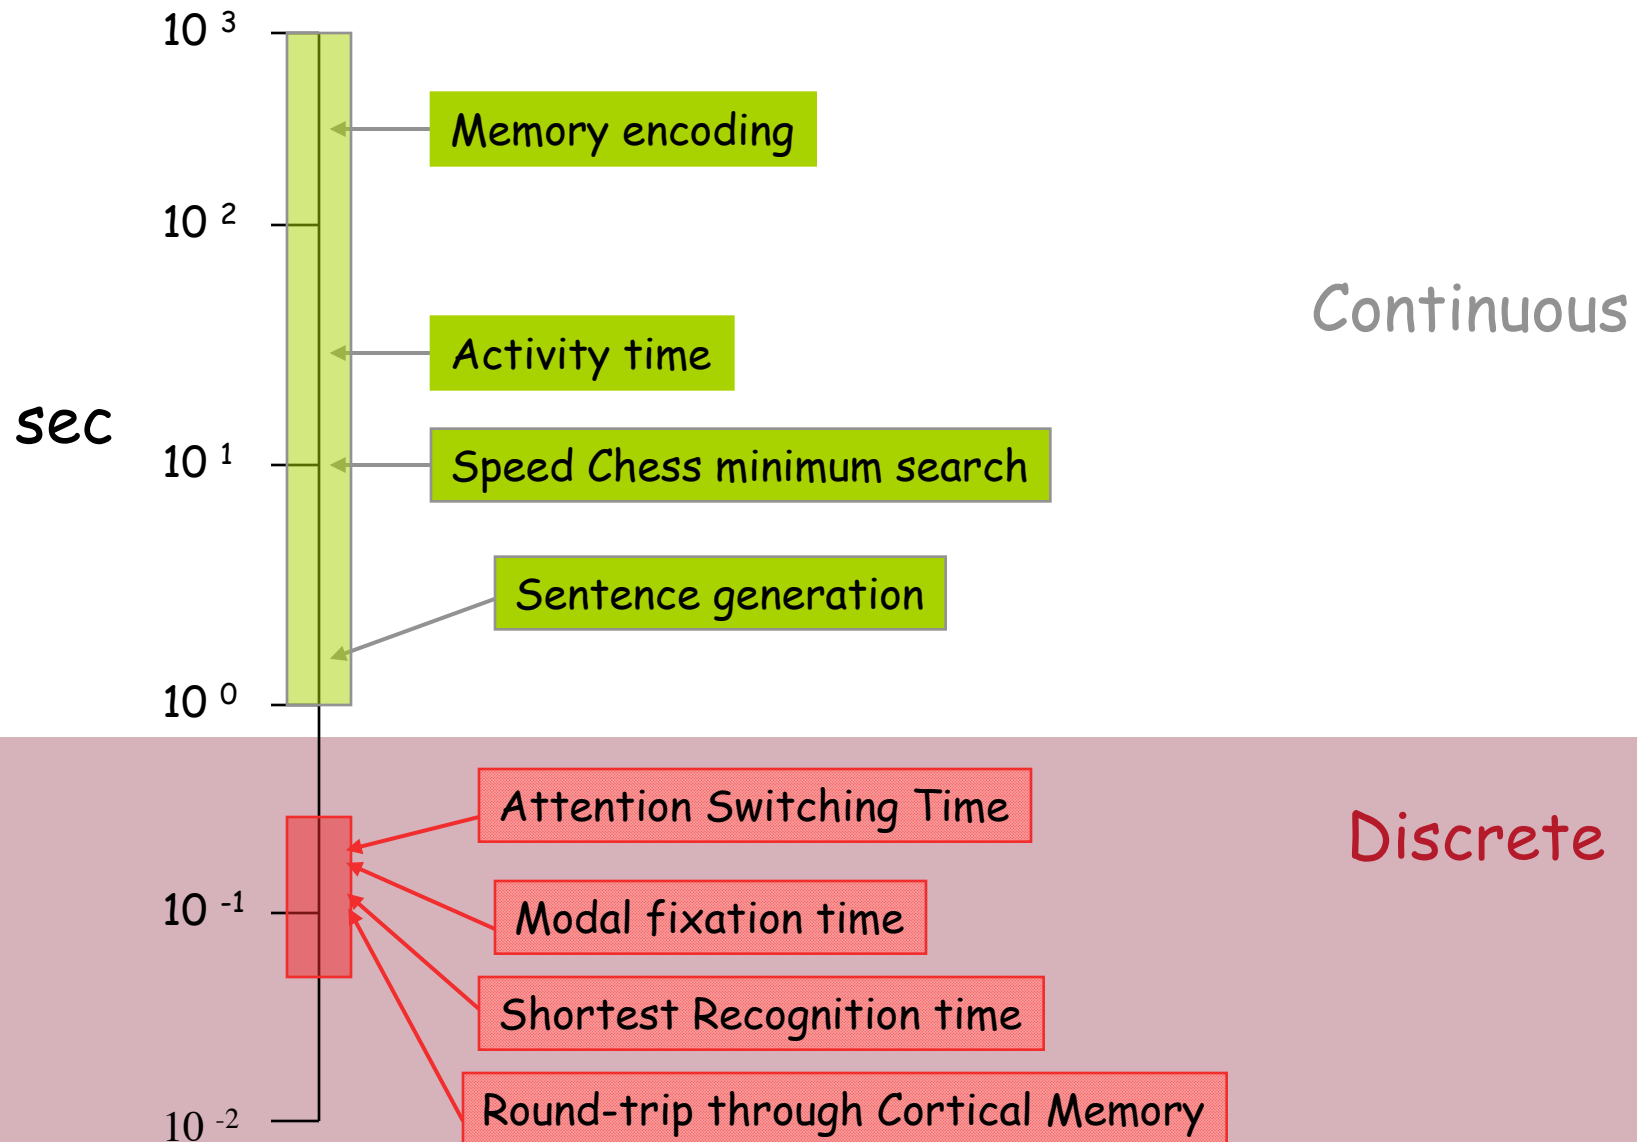 10 3
Memory encoding
10 2
Continuous
Activity time
sec
10 1
Speed Chess minimum search
Sentence generation
10 0
Attention Switching Time
Discrete
10 -1
Modal fixation time
Shortest Recognition time
Round-trip through Cortical Memory
10 -2